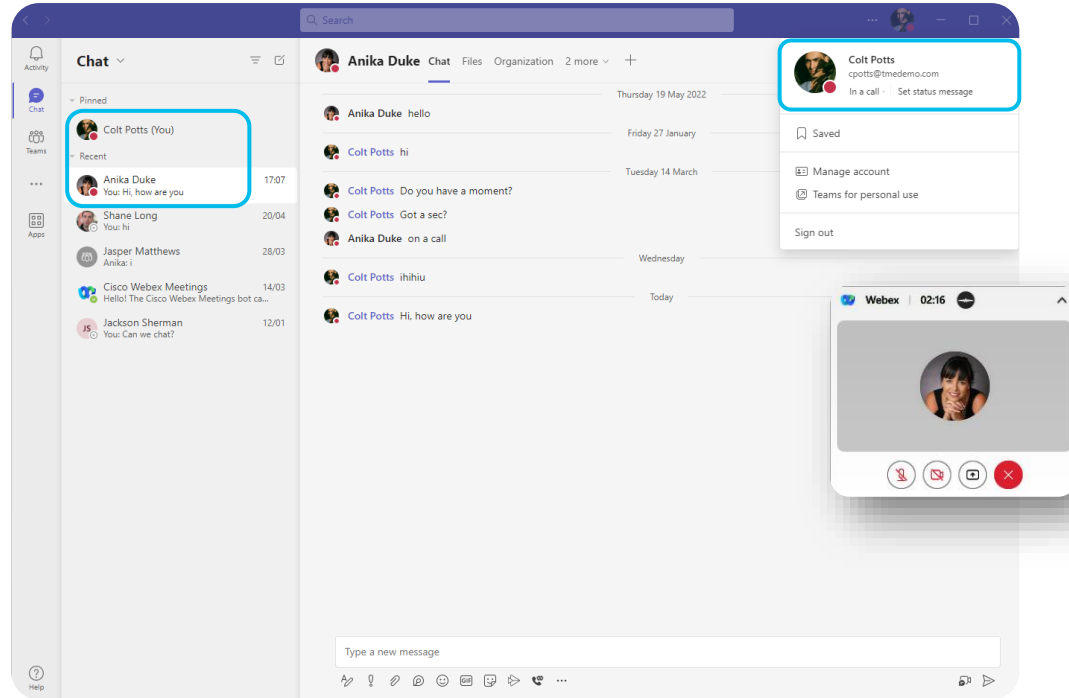 Search
Activity
Chat
Teams
Apps
Help
Chat
Pinned
Colt Potts (You)
Recent
Anika Duke 17:07
You: Hi, how are you
Shane Long 20/04
You: hi
Jasper Matthews 28/03
Anika: i
Cisco Webex Meetings 14/03
Hello! The Cisco Webex Meetings bot ca...
JS Jackson Sherman 12/01
You: Can we chat?
Anika Duke Chat Files Organization 2 more
Thursday 19 May 2022
Anika Duke hello
Friday 27 January
Colt Potts hi
Tuesday 14 March
Colt Potts Do you have a moment?
Colt Potts Got a sec?
Anika Duke on a call
Wednesday
Colt Potts ihihiu
Today
Colt Potts Hi, how are you
Type a new message
GIF
Colt Potts
cpotts@tmedemo.com
In a call Set status message
Saved
Manage account
Teams for personal use
Sign out
Webex 02:16